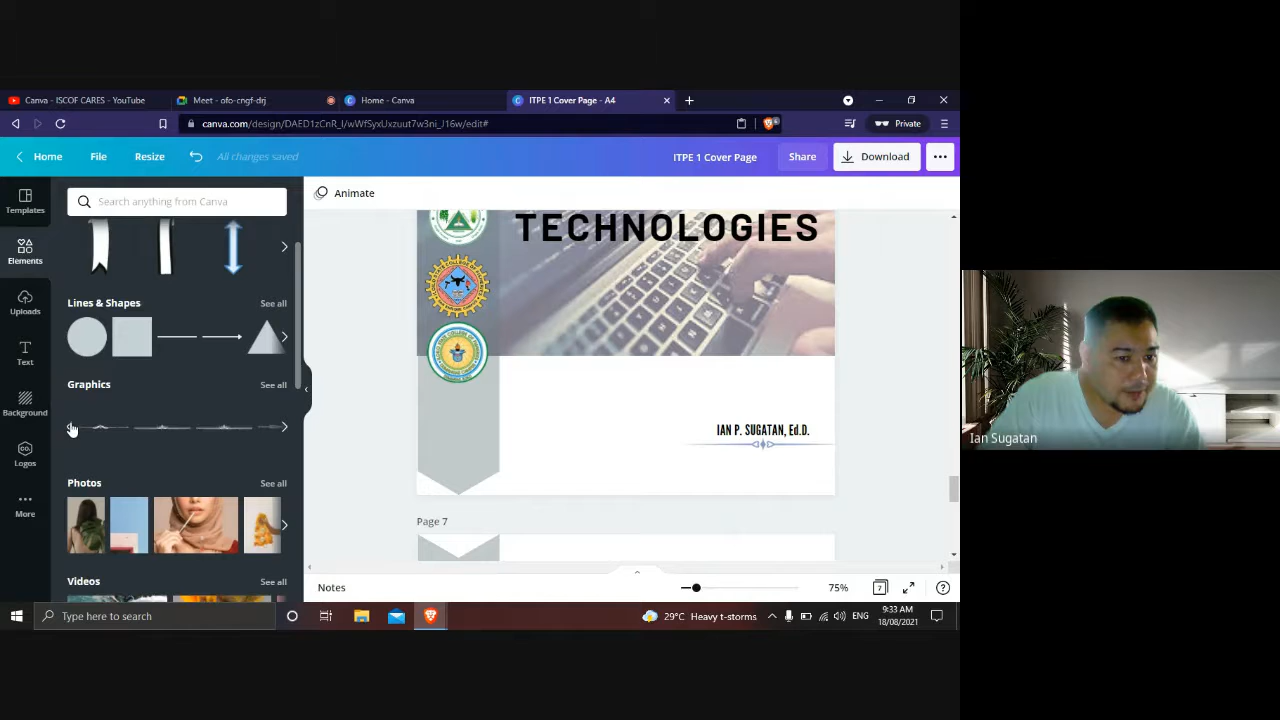 Canva - ISCOF CARES - YouTube
Meet - ofo-cngf-drj
Home - Canva
ITPE 1 Cover Page - A4
canva.com/design/DAED1zCnR_I/wWfSyxUxzuut7w3ni_J16w/edit#
Private
Home
File
Resize
All changes saved
ITPE 1 Cover Page
Share
Download
Templates
Elements
Uploads
Text
Background
Logos
More
Search anything from Canva
Animate
Lines & Shapes
See all
Graphics
See all
Photos
See all
Videos
See all
TECHNOLOGIES
IAN P. SUGATAN, Ed.D.
Page 7
Notes
7
75%
Type here to search
29°C Heavy t-storms
ENG
9:33 AM
18/08/2021
Ian Sugatan